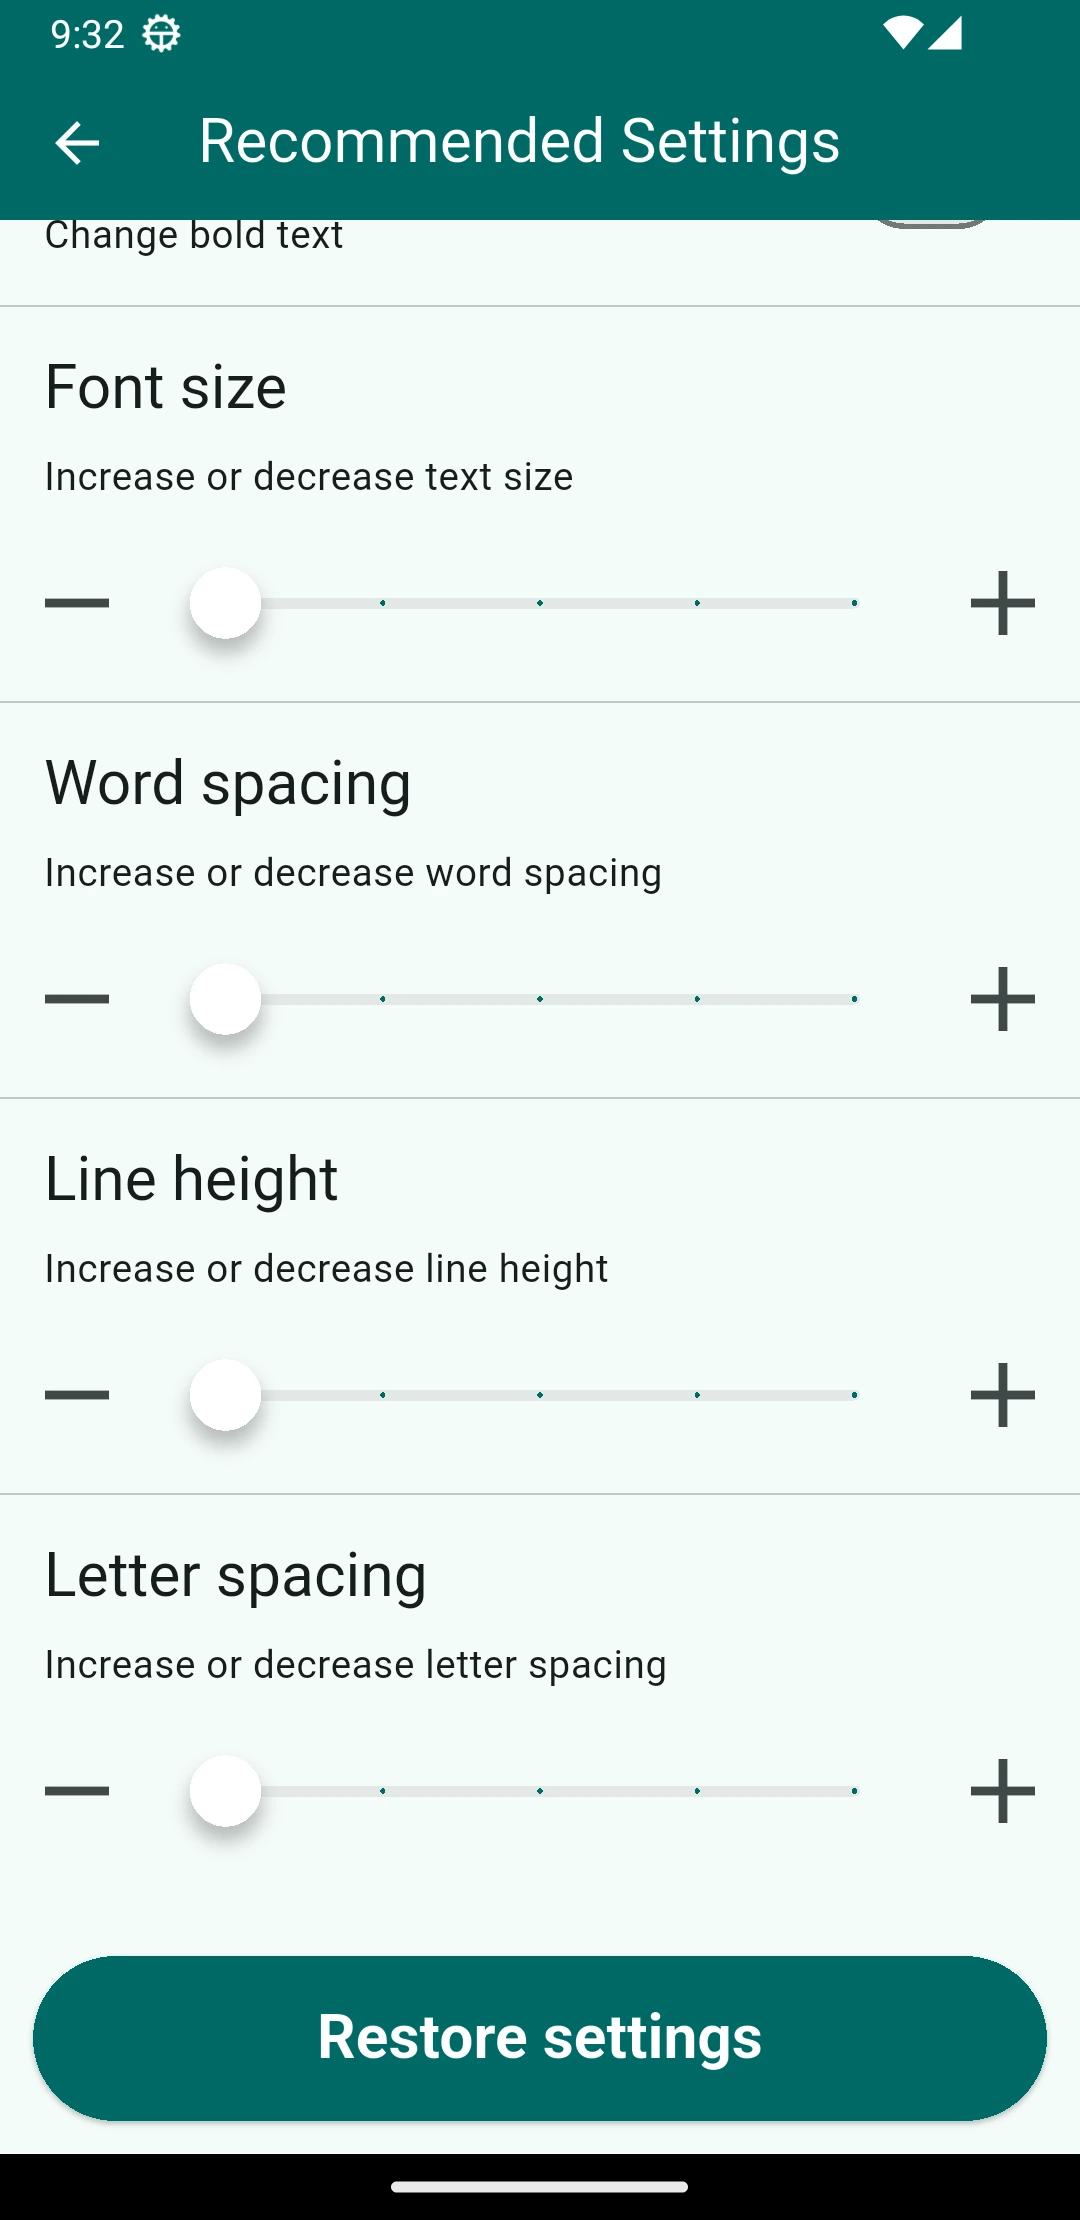 9:32
Recommended Settings
Change bold text
Font size
Increase or decrease text size
Word spacing
Increase or decrease word spacing
Line height
Increase or decrease line height
Letter spacing
Increase or decrease letter spacing
Restore settings